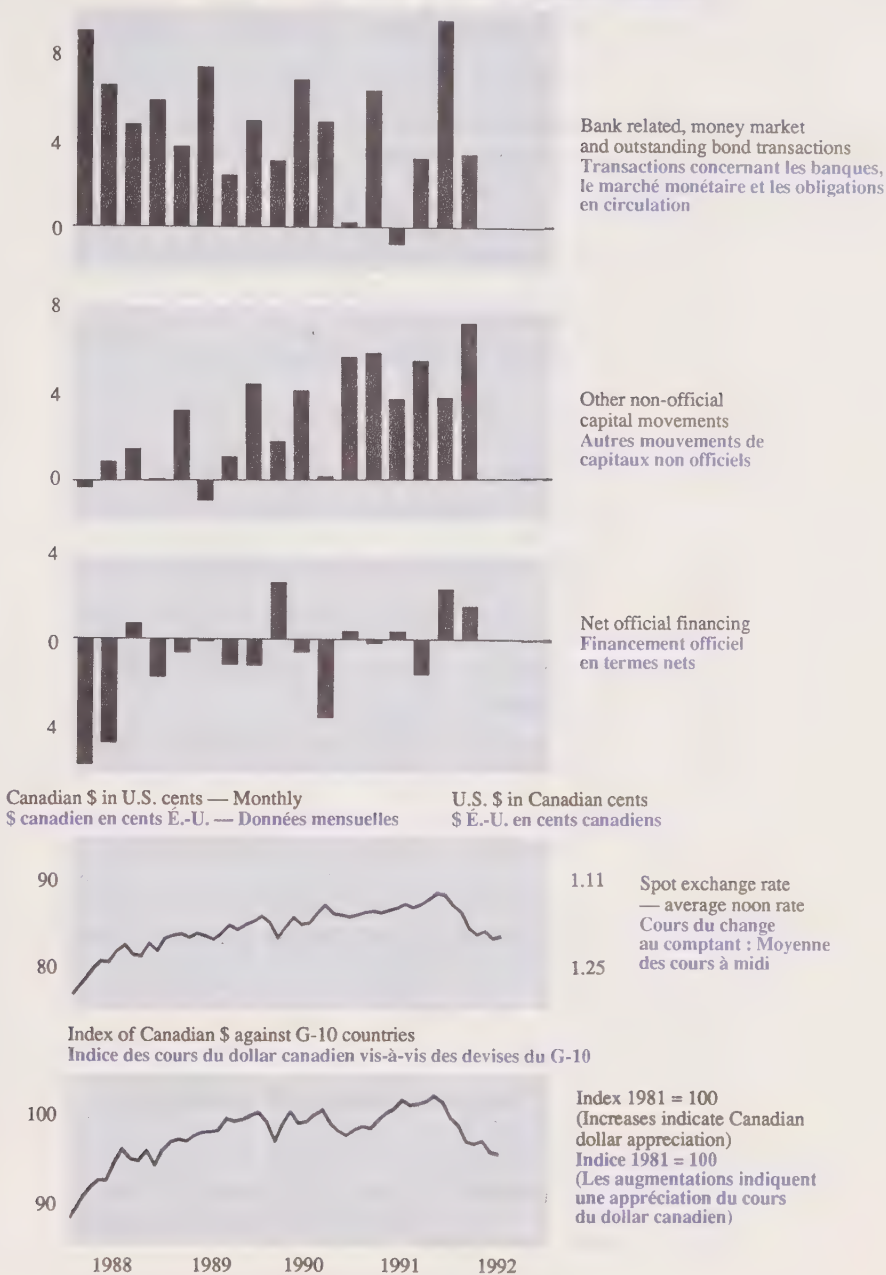 8
4
0
Bank related, money market
and outstanding bond transactions
Transactions concernant les banques,
le marché monétaire et les obligations
en circulation
8
4
0
Other non-official
capital movements
Autres mouvements de
capitaux non officiels
4
0
4
Net official financing
Financement officiel
en termes nets
Canadian $ in U.S. cents — Monthly
$ canadien en cents É.-U. — Données mensuelles
U.S. $ in Canadian cents
$ É.-U. en cents canadiens
90
80
1.11
1.25
Spot exchange rate
— average noon rate
Cours du change
au comptant : Moyenne
des cours à midi
Index of Canadian $ against G-10 countries
Indice des cours du dollar canadien vis-à-vis des devises du G-10
100
90
Index 1981 = 100
(Increases indicate Canadian
dollar appreciation)
Indice 1981 = 100
(Les augmentations indiquent
une appréciation du cours
du dollar canadien)
1988 1989 1990 1991 1992